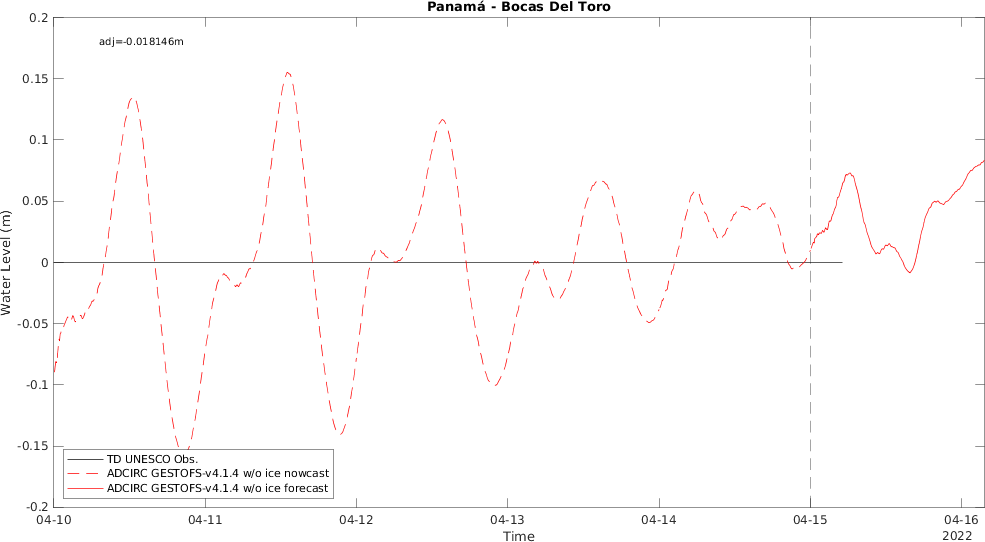 Panamá - Bocas Del Toro
adj=-0.018146m
0.2
0.15
0.1
0.05
0
-0.05
-0.1
-0.15
-0.2
Water Level (m)
TD UNESCO Obs.
ADCIRC GESTOFS-v4.1.4 w/o ice nowcast
ADCIRC GESTOFS-v4.1.4 w/o ice forecast
04-10 04-11 04-12 04-13 04-14 04-15 04-16
Time
2022